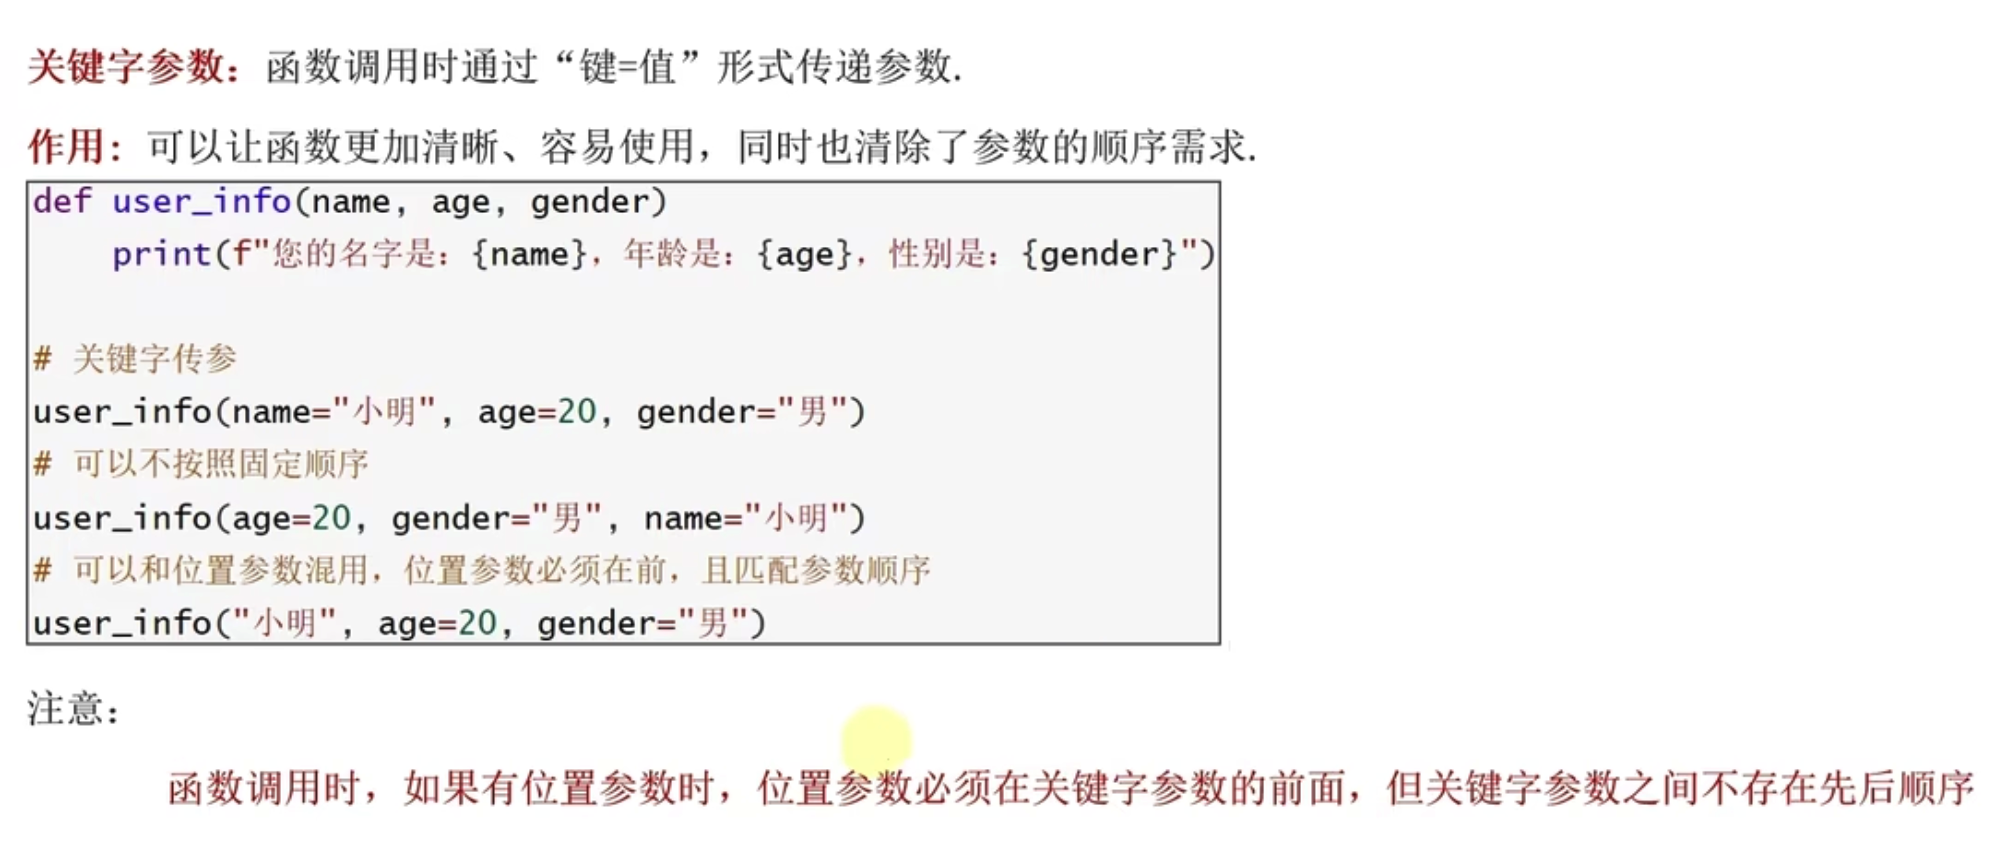 关键字参数：函数调用时通过“键=值”形式传递参数.
作用：可以让函数更加清晰、容易使用，同时也清除了参数的顺序需求.
def user_info(name, age, gender)
    print(f"您的名字是：{name}，年龄是：{age}，性别是：{gender}")
# 关键字传参
user_info(name="小明", age=20, gender="男")
# 可以不按照固定顺序
user_info(age=20, gender="男", name="小明")
# 可以和位置参数混用，位置参数必须在前，且匹配参数顺序
user_info("小明", age=20, gender="男")
注意：
函数调用时，如果有位置参数时，位置参数必须在关键字参数的前面，但关键字参数之间不存在先后顺序